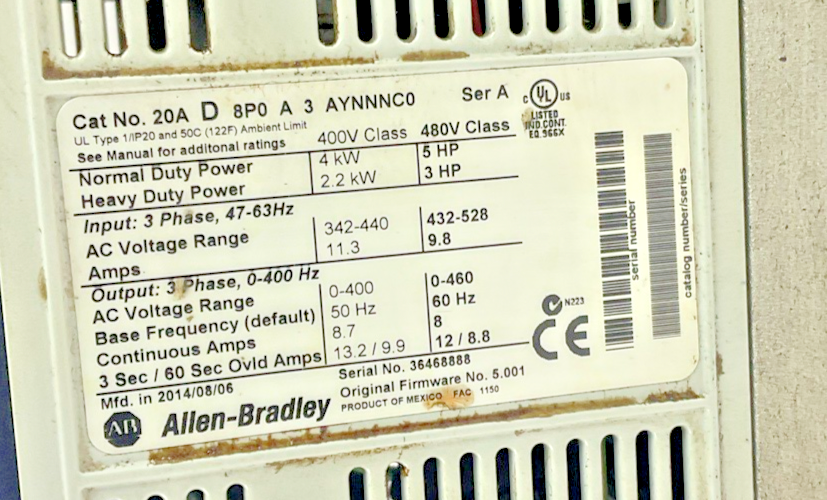 Cat No. 20A D 8P0 A 3 AYNNNC0 Ser A
UL Type 1/IP20 and 50C (122F) Ambient Limit
See Manual for additonal ratings 400V Class 480V Class
Normal Duty Power 4 kW 5 HP
Heavy Duty Power 2.2 kW 3 HP
Input: 3 Phase, 47-63Hz
AC Voltage Range 342-440 432-528
Amps 11.3 9.8
Output: 3 Phase, 0-400 Hz
AC Voltage Range 0-400 0-460
Base Frequency (default) 50 Hz 60 Hz
Continuous Amps 8.7 8
3 Sec / 60 Sec Ovld Amps 13.2 / 9.9 12 / 8.8
Mfd. in 2014/08/06 Serial No. 36468888
Original Firmware No. 5.001
PRODUCT OF MEXICO FAC 1150
AB Allen-Bradley
C UL US
LISTED
IND.CONT.
EQ.966X
N223
CE
serial number
catalog number/series